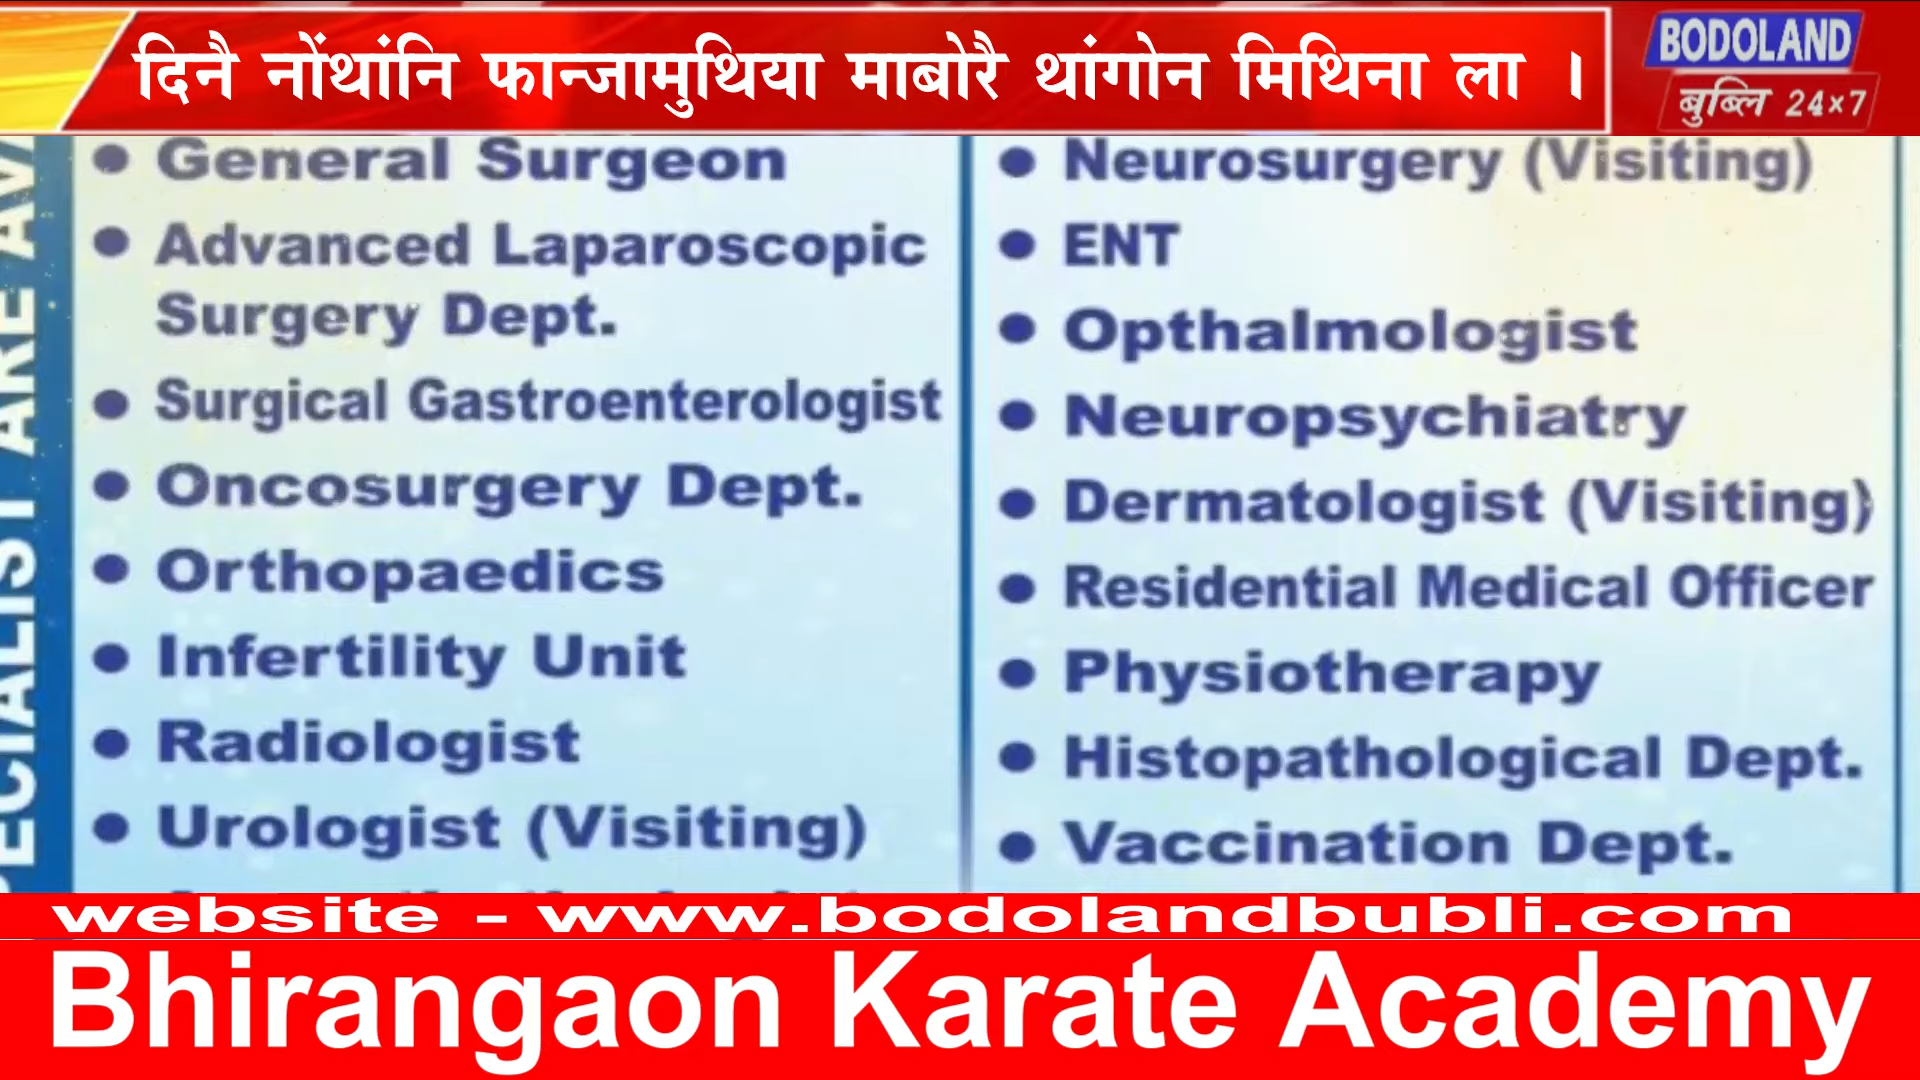 दिनै नोंथांनि फान्जामुथिया माबोरै थांगोन मिथिना ला ।
BODOLAND
बुब्लि 24×7
General Surgeon
Advanced Laparoscopic
Surgery Dept.
Surgical Gastroenterologist
Oncosurgery Dept.
Orthopaedics
Infertility Unit
Radiologist
Urologist (Visiting)
Neurosurgery (Visiting)
ENT
Opthalmologist
Neuropsychiatry
Dermatologist (Visiting)
Residential Medical Officer
Physiotherapy
Histopathological Dept.
Vaccination Dept.
ARE
website - www.bodolandbubli.com
Bhirangaon Karate Academy